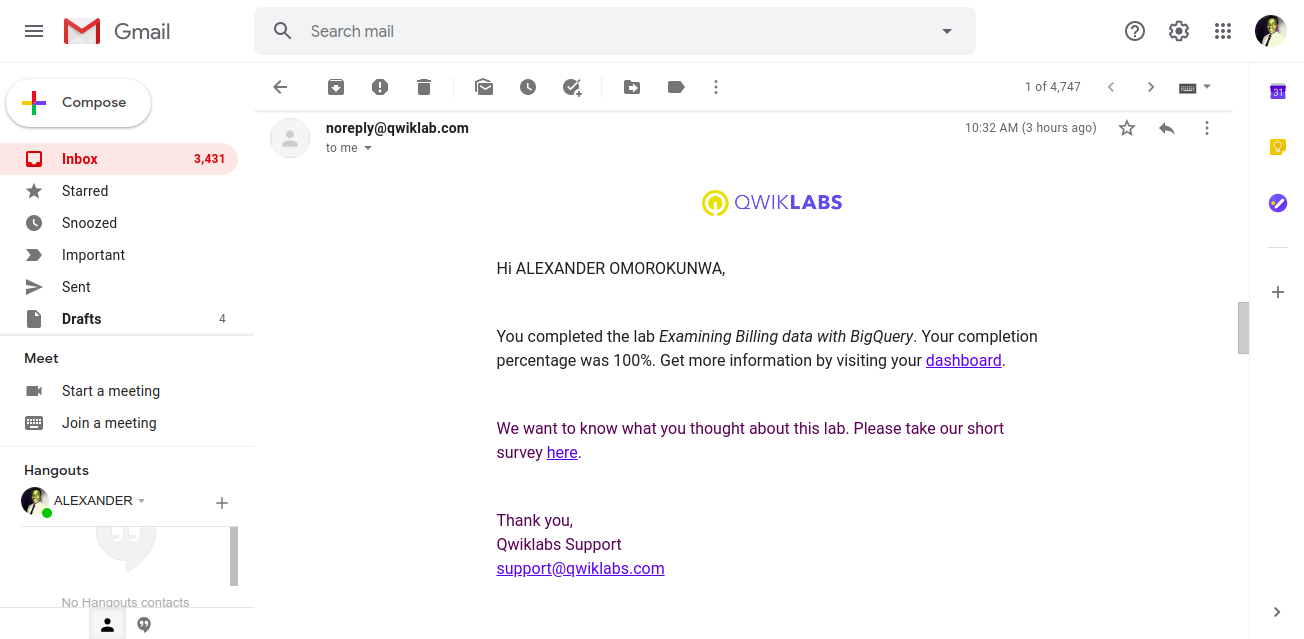 Gmail
Search mail
Compose
1 of 4,747
31
Inbox 3,431
Starred
Snoozed
Important
Sent
Drafts 4
Meet
Start a meeting
Join a meeting
Hangouts
ALEXANDER
No Hangouts contacts
noreply@qwiklab.com
10:32 AM (3 hours ago)
to me
QWIKLABS
Hi ALEXANDER OMOROKUNWA,
You completed the lab Examining Billing data with BigQuery. Your completion
percentage was 100%. Get more information by visiting your dashboard.
We want to know what you thought about this lab. Please take our short
survey here.
Thank you,
Qwiklabs Support
support@qwiklabs.com